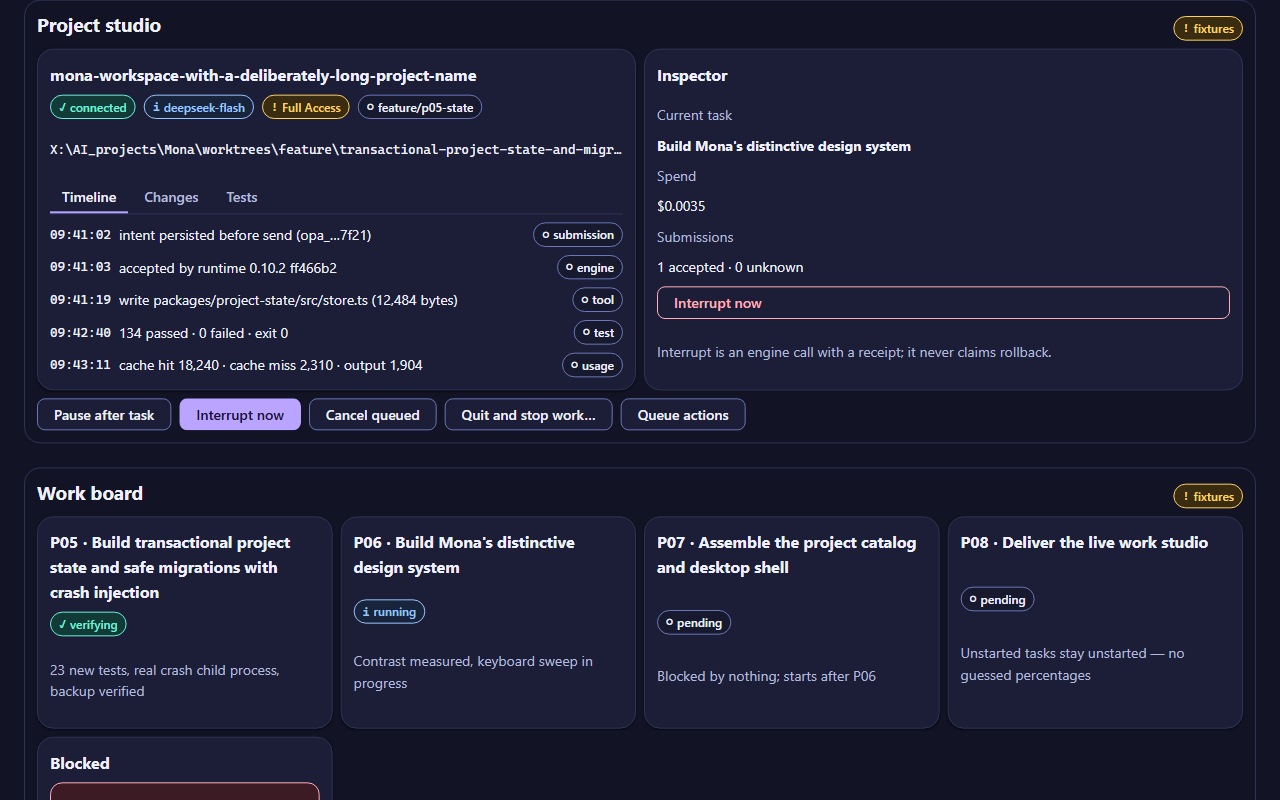 Project studio
! fixtures
mona-workspace-with-a-deliberately-long-project-name
✓ connected
i deepseek-flash
! Full Access
feature/p05-state
X:\AI_projects\Mona\worktrees\feature\transactional-project-state-and-migr…
Timeline
Changes
Tests
09:41:02 intent persisted before send (opa_…7f21)
submission
09:41:03 accepted by runtime 0.10.2 ff466b2
engine
09:41:19 write packages/project-state/src/store.ts (12,484 bytes)
tool
09:42:40 134 passed · 0 failed · exit 0
test
09:43:11 cache hit 18,240 · cache miss 2,310 · output 1,904
usage
Inspector
Current task
Build Mona's distinctive design system
Spend
$0.0035
Submissions
1 accepted · 0 unknown
Interrupt now
Interrupt is an engine call with a receipt; it never claims rollback.
Pause after task
Interrupt now
Cancel queued
Quit and stop work…
Queue actions
Work board
! fixtures
P05 · Build transactional project
state and safe migrations with
crash injection
✓ verifying
23 new tests, real crash child process,
backup verified
P06 · Build Mona's distinctive
design system
i running
Contrast measured, keyboard sweep in
progress
P07 · Assemble the project catalog
and desktop shell
pending
Blocked by nothing; starts after P06
P08 · Deliver the live work studio
pending
Unstarted tasks stay unstarted — no
guessed percentages
Blocked